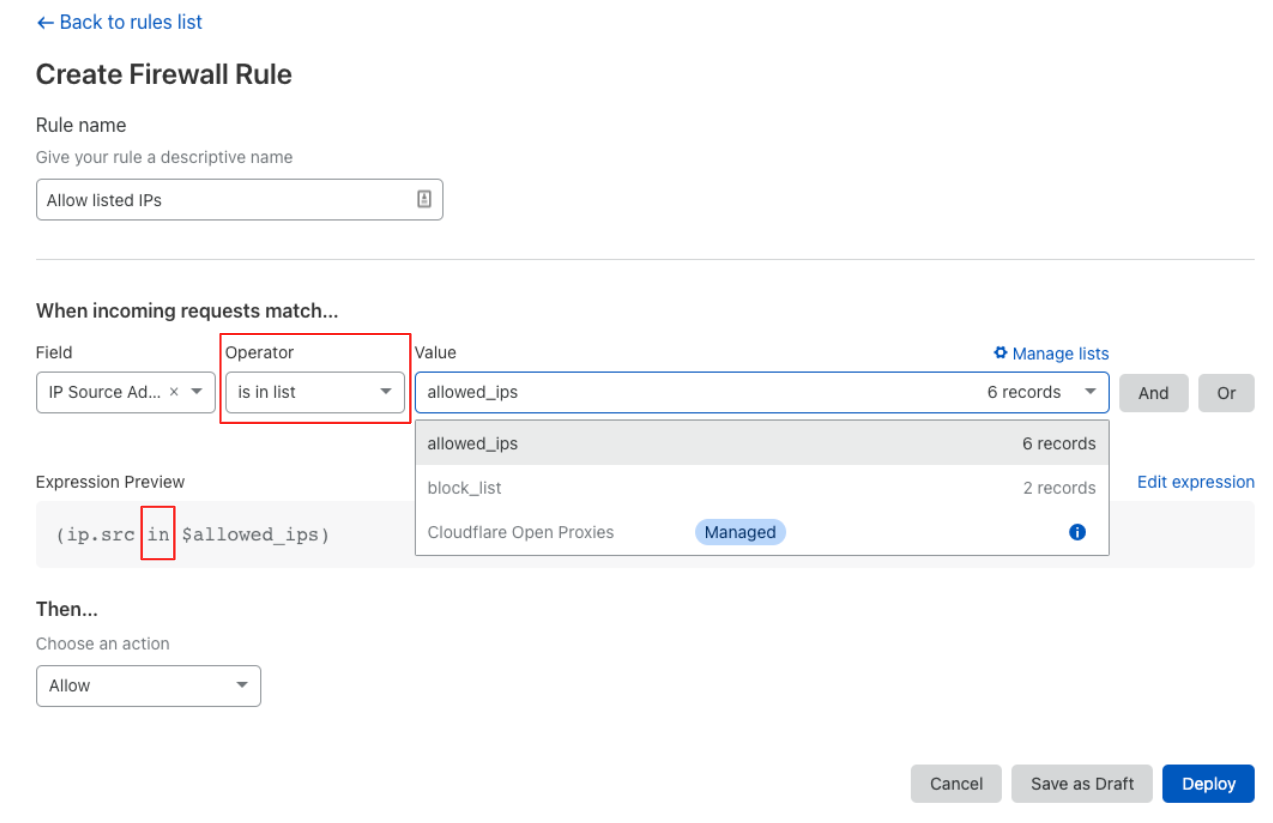 ← Back to rules list
Create Firewall Rule
Rule name
Give your rule a descriptive name
Allow listed IPs
When incoming requests match...
Field Operator Value Manage lists
IP Source Ad... × is in list allowed_ips 6 records And Or
allowed_ips 6 records
block_list 2 records
Cloudflare Open Proxies Managed
Expression Preview Edit expression
(ip.src in $allowed_ips)
Then...
Choose an action
Allow
Cancel Save as Draft Deploy